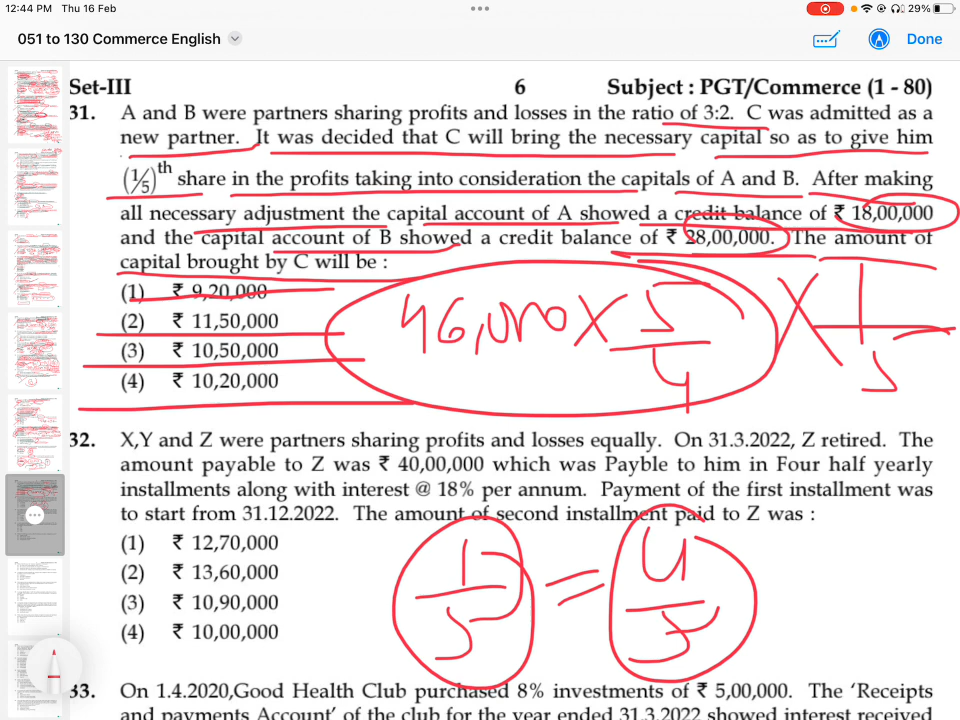 12:44 PM Thu 16 Feb
29%
051 to 130 Commerce English
Done
Set-III 6 Subject : PGT/Commerce (1 - 80)
31. A and B were partners sharing profits and losses in the ratio of 3:2. C was admitted as a
new partner. It was decided that C will bring the necessary capital so as to give him
(1/5)th share in the profits taking into consideration the capitals of A and B. After making
all necessary adjustment the capital account of A showed a credit balance of ₹ 18,00,000
and the capital account of B showed a credit balance of ₹ 28,00,000. The amount of
capital brought by C will be :
(1) ₹ 9,20,000
(2) ₹ 11,50,000
(3) ₹ 10,50,000
(4) ₹ 10,20,000
46,000 X 5/4 X 1/5
32. X,Y and Z were partners sharing profits and losses equally. On 31.3.2022, Z retired. The
amount payable to Z was ₹ 40,00,000 which was Payble to him in Four half yearly
installments along with interest @ 18% per annum. Payment of the first installment was
to start from 31.12.2022. The amount of second installment paid to Z was :
(1) ₹ 12,70,000
(2) ₹ 13,60,000
(3) ₹ 10,90,000
(4) ₹ 10,00,000
1/5 = 4/5
33. On 1.4.2020,Good Health Club purchased 8% investments of ₹ 5,00,000. The ‘Receipts
and payments Account’ of the club for the year ended 31.3.2022 showed interest received